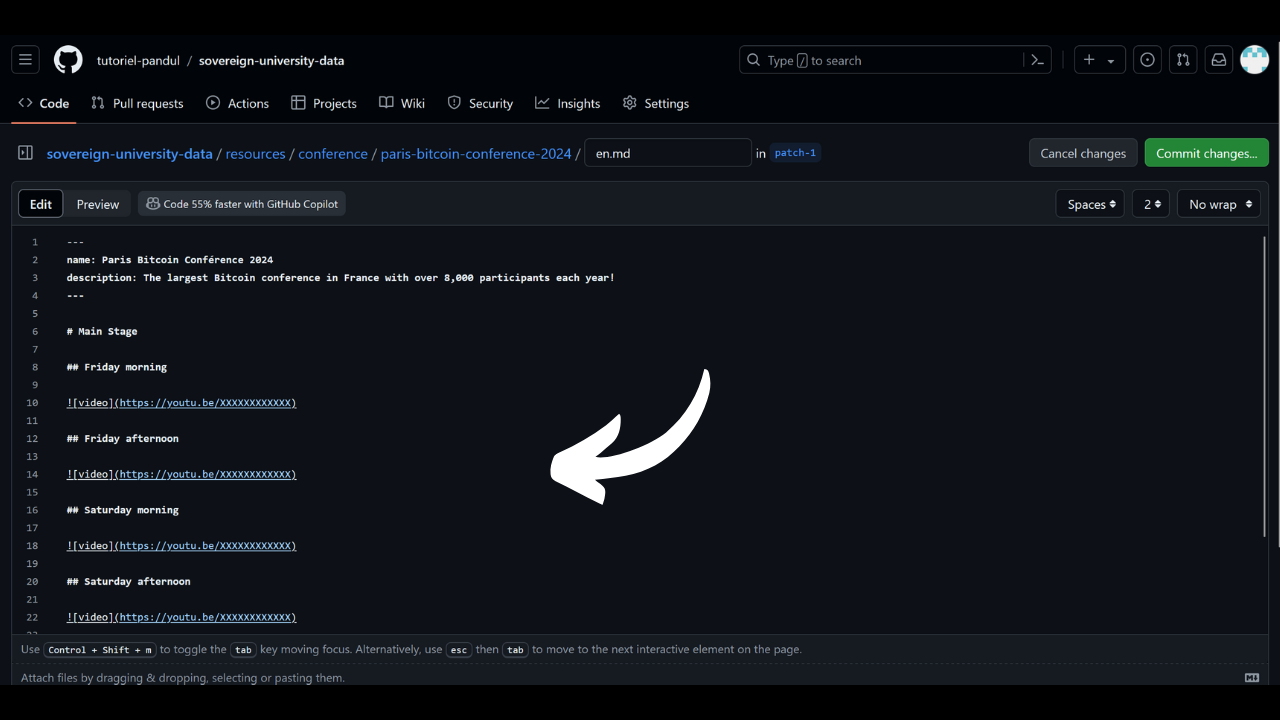 tutoriel-pandul / sovereign-university-data
Type / to search
Code Pull requests Actions Projects Wiki Security Insights Settings
sovereign-university-data / resources / conference / paris-bitcoin-conference-2024 / en.md in patch-1 Cancel changes Commit changes...
Edit Preview Code 55% faster with GitHub Copilot Spaces 2 No wrap
1 ---
2 name: Paris Bitcoin Conférence 2024
3 description: The largest Bitcoin conference in France with over 8,000 participants each year!
4 ---
5
6 # Main Stage
7
8 ## Friday morning
9
10 ![video](https://youtu.be/XXXXXXXXXXXX)
11
12 ## Friday afternoon
13
14 ![video](https://youtu.be/XXXXXXXXXXXX)
15
16 ## Saturday morning
17
18 ![video](https://youtu.be/XXXXXXXXXXXX)
19
20 ## Saturday afternoon
21
22 ![video](https://youtu.be/XXXXXXXXXXXX)
Use Control + Shift + m to toggle the tab key moving focus. Alternatively, use esc then tab to move to the next interactive element on the page.
Attach files by dragging & dropping, selecting or pasting them.